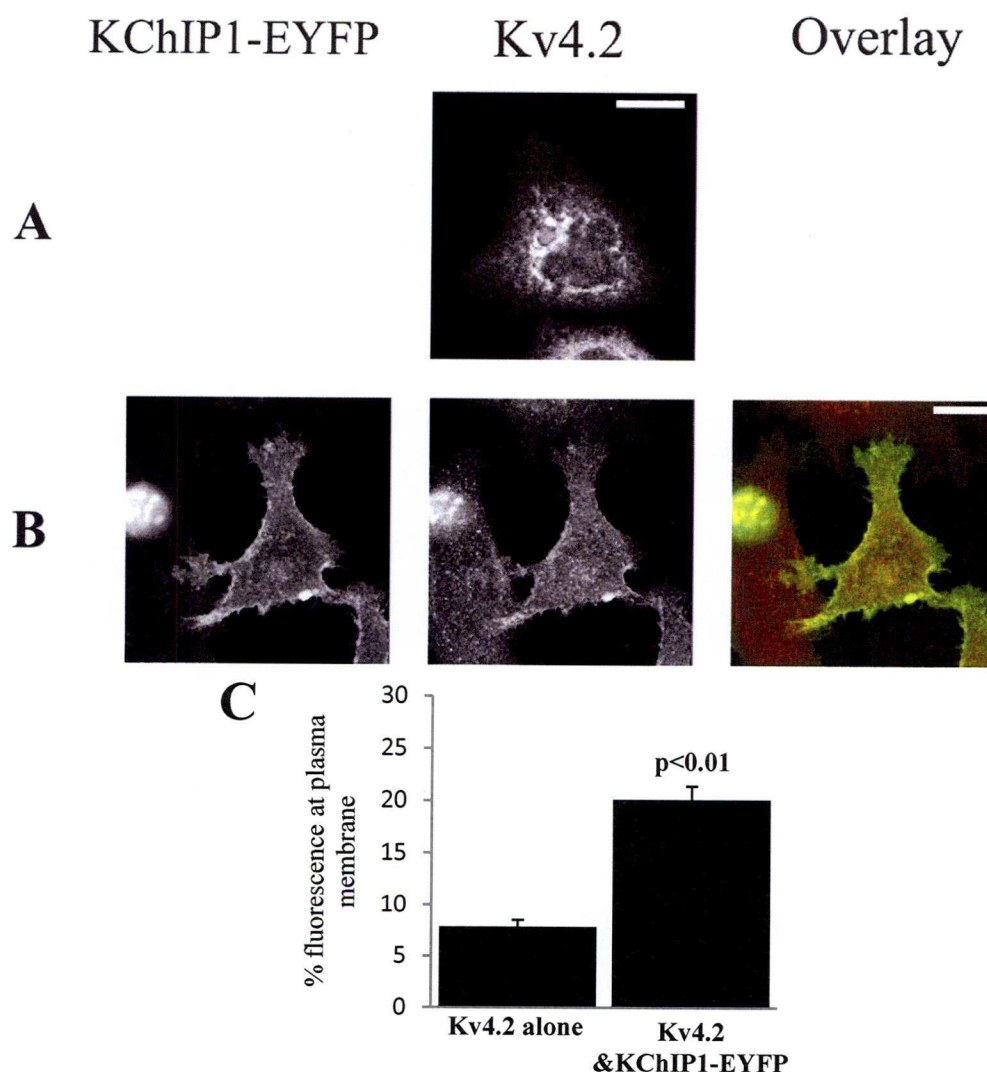 KChIP1-EYFP Kv4.2 Overlay
A
B
C
% fluorescence at plasma
membrane
30
25
20
15
10
5
0
p<0.01
Kv4.2 alone
Kv4.2
&KChIP1-EYFP